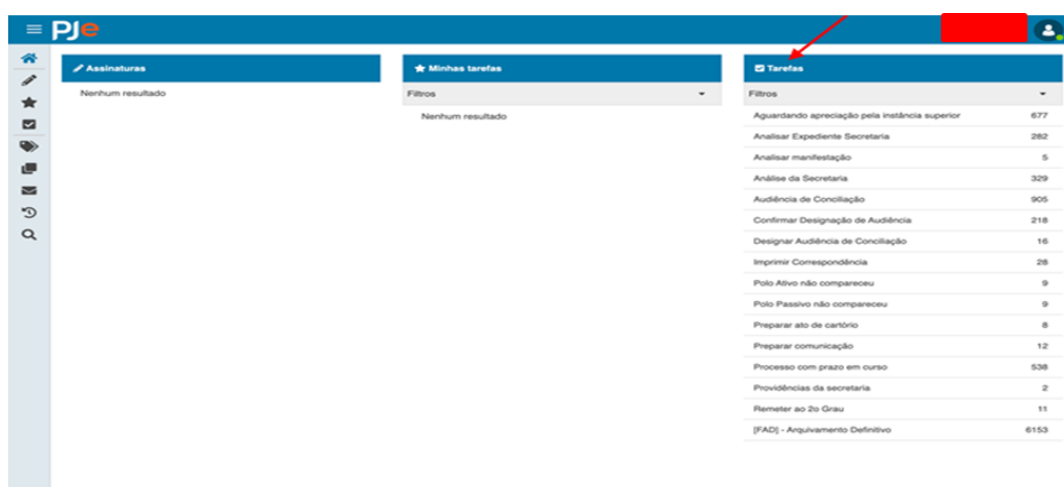 PJe
Assinaturas
Nenhum resultado
Minhas tarefas
Filtros
Nenhum resultado
Tarefas
Filtros
Aguardando apreciação pela instância superior 677
Analisar Expediente Secretaria 282
Analisar manifestação 5
Análise da Secretaria 329
Audiência de Conciliação 905
Confirmar Designação de Audiência 218
Designar Audiência de Conciliação 16
Imprimir Correspondência 28
Polo Ativo não compareceu 9
Polo Passivo não compareceu 9
Preparar ato de cartório 8
Preparar comunicação 12
Processo com prazo em curso 538
Providências da secretaria 2
Remeter ao 2o Grau 11
[FAD] - Arquivamento Definitivo 6153